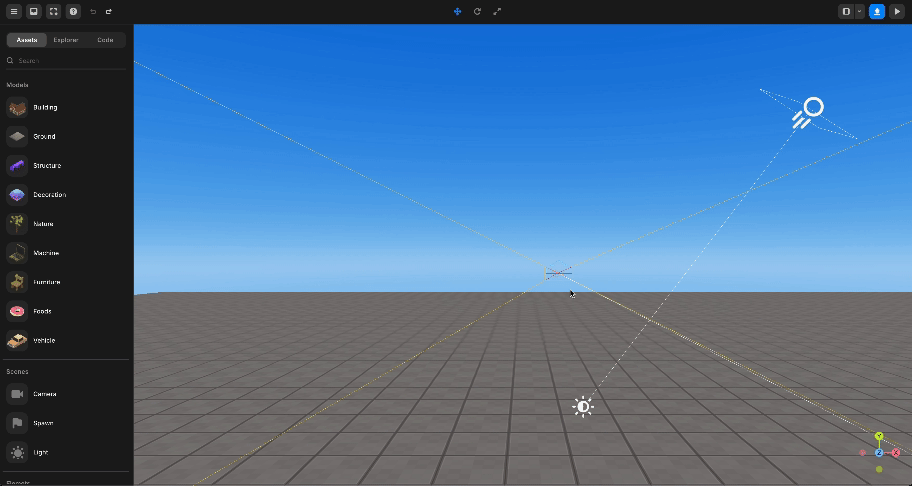 Assets Explorer Code
Search
Models
Building
Ground
Structure
Decoration
Nature
Machine
Furniture
Foods
Vehicle
Scenes
Camera
Spawn
Light
Y
Z X